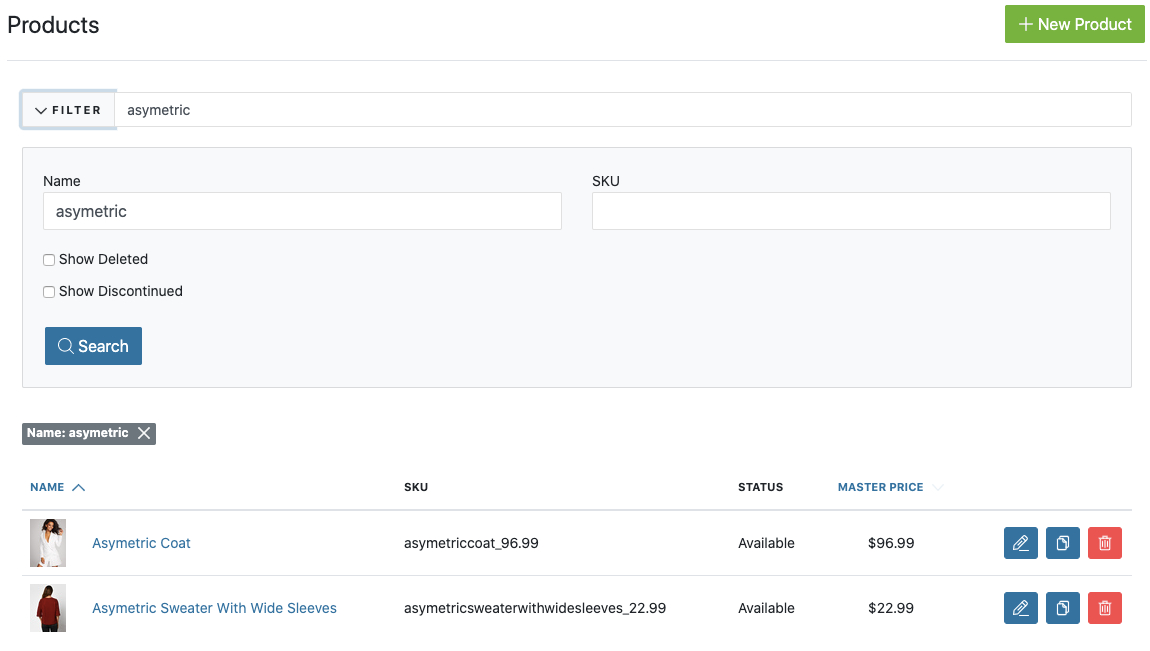 Products
New Product
FILTER asymetric
Name SKU
asymetric
Show Deleted
Show Discontinued
Search
Name: asymetric
NAME SKU STATUS MASTER PRICE
Asymetric Coat asymetriccoat_96.99 Available $96.99
Asymetric Sweater With Wide Sleeves asymetricsweaterwithwidesleeves_22.99 Available $22.99